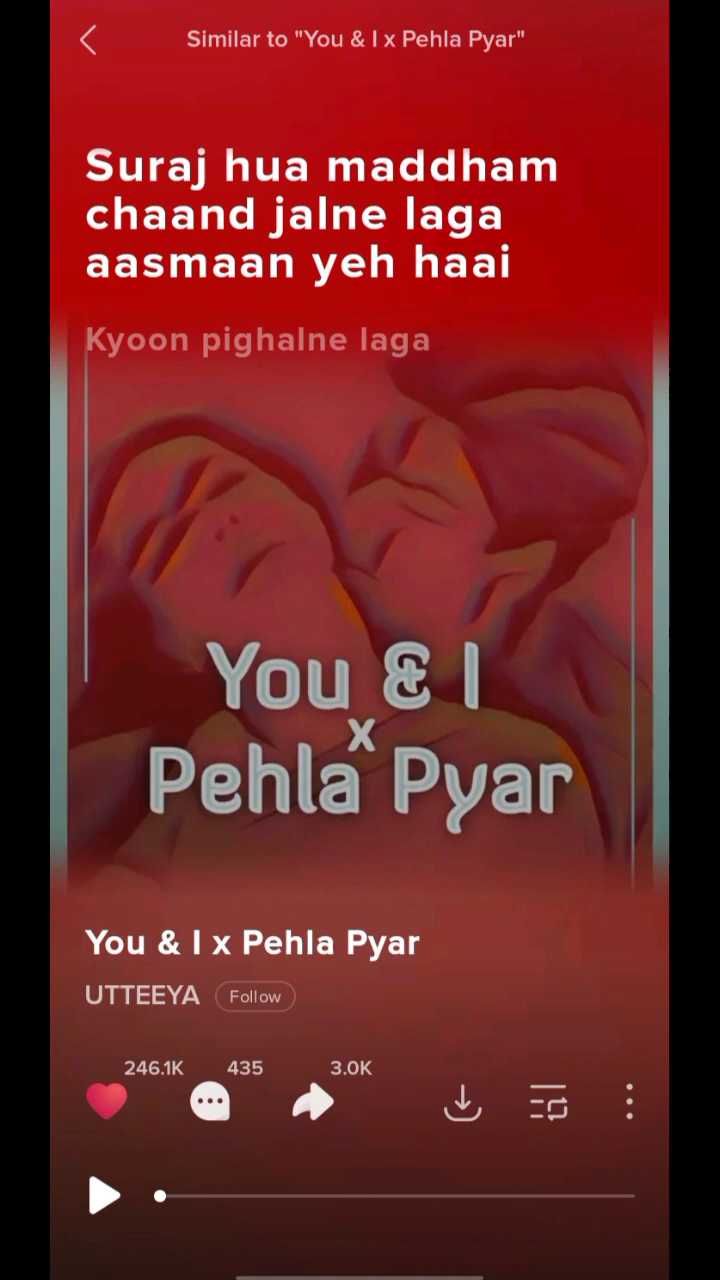 Similar to "You & I x Pehla Pyar"
Suraj hua maddham
chaand jalne laga
aasmaan yeh haai
Kyoon pighalne laga
You & I
x
Pehla Pyar
You & I x Pehla Pyar
UTTEEYA Follow
246.1K 435 3.0K